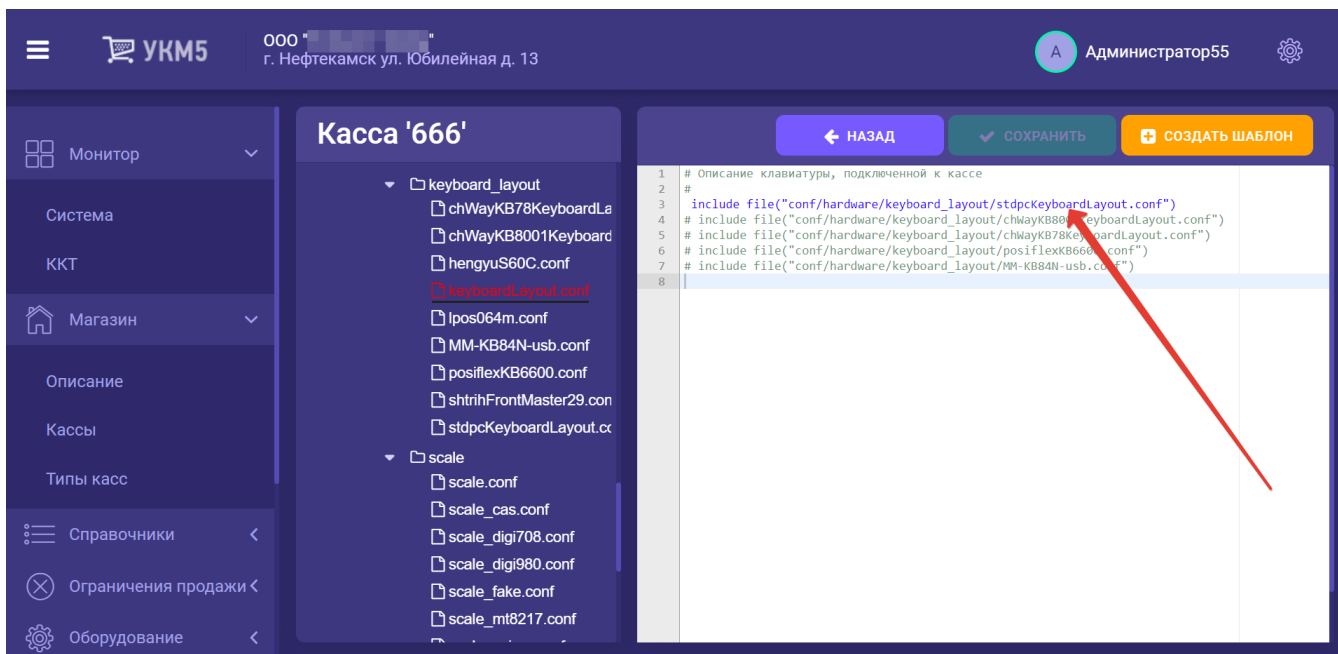 УКМ5
ООО " "
г. Нефтекамск ул. Юбилейная д. 13
А
Администратор55
Монитор
Система
ККТ
Магазин
Описание
Кассы
Типы касс
Справочники
Ограничения продажи
Оборудование
Касса '666'
keyboard_layout
chWayKB78KeyboardLa
chWayKB8001Keyboard
hengyuS60C.conf
keyboardLayout.conf
lpos064m.conf
MM-KB84N-usb.conf
posiflexKB6600.conf
shtrihFrontMaster29.con
stdpcKeyboardLayout.cc
scale
scale.conf
scale_cas.conf
scale_digi708.conf
scale_digi980.conf
scale_fake.conf
scale_mt8217.conf
НАЗАД
СОХРАНИТЬ
СОЗДАТЬ ШАБЛОН
1 # Описание клавиатуры, подключенной к кассе
2 #
3 include file("conf/hardware/keyboard_layout/stdpcKeyboardLayout.conf")
4 # include file("conf/hardware/keyboard_layout/chWayKB8001KeyboardLayout.conf")
5 # include file("conf/hardware/keyboard_layout/chWayKB78KeyboardLayout.conf")
6 # include file("conf/hardware/keyboard_layout/posiflexKB6600.conf")
7 # include file("conf/hardware/keyboard_layout/MM-KB84N-usb.conf")
8